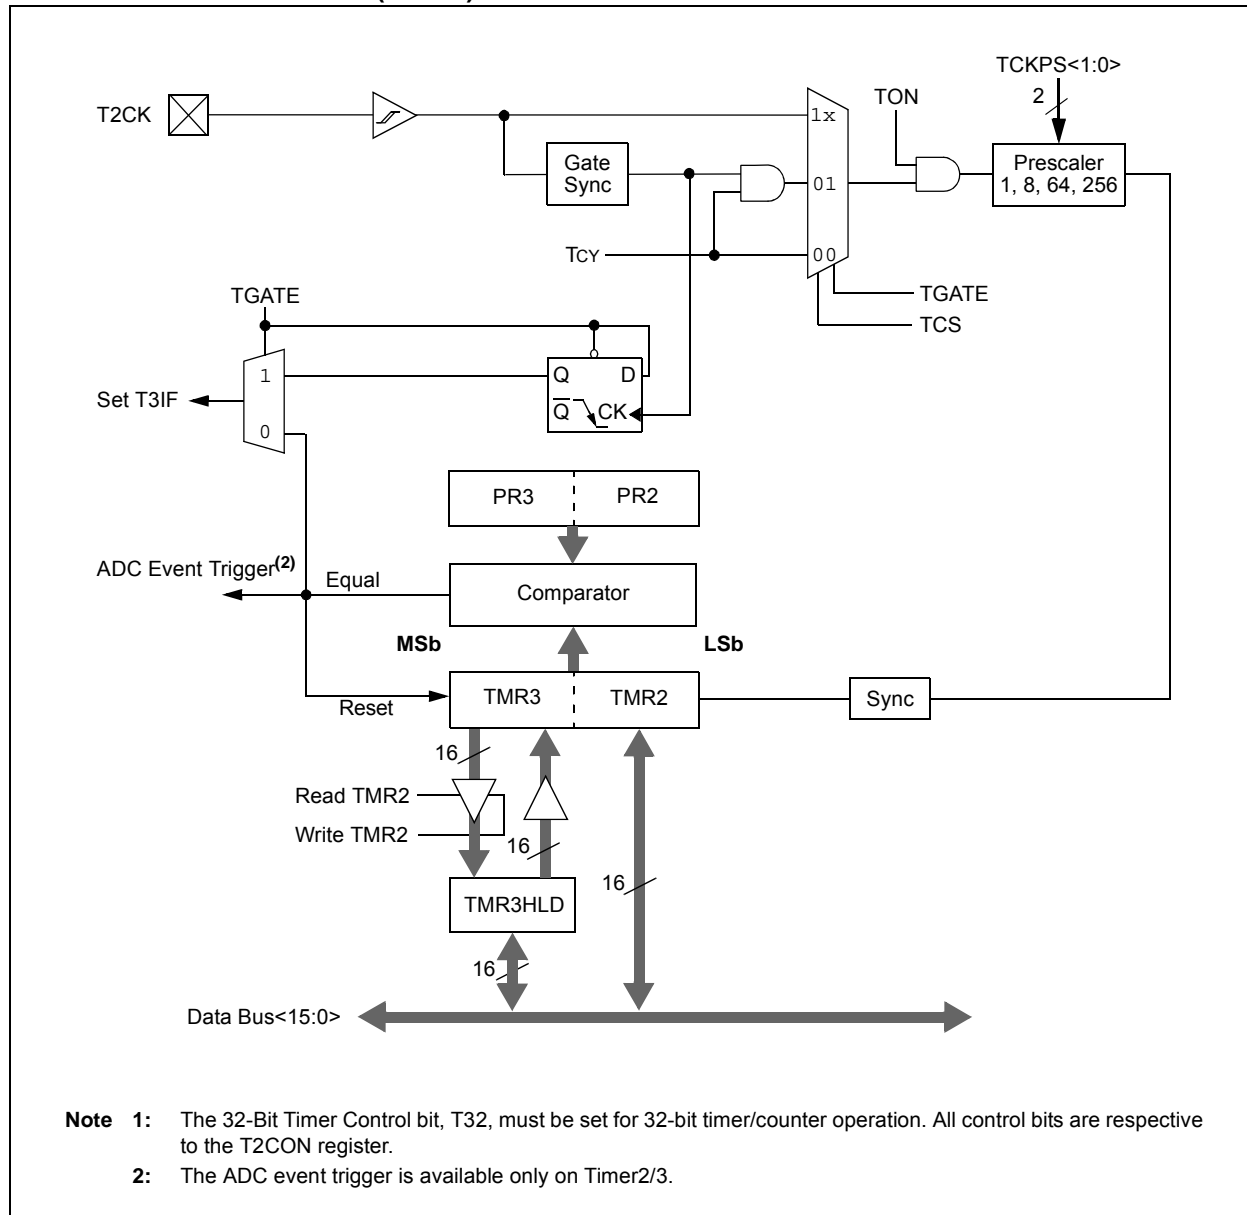 TCKPS<1:0>
2
TON
T2CK
1x
Gate
Sync
Prescaler
1, 8, 64, 256
01
TCY
00
TGATE
TGATE
TCS
1
Q D
Set T3IF
Q CK
0
PR3 PR2
ADC Event Trigger(2)
Equal
Comparator
MSb LSb
TMR3 TMR2
Sync
Reset
16
Read TMR2
Write TMR2
16
16
TMR3HLD
16
Data Bus<15:0>
Note 1: The 32-Bit Timer Control bit, T32, must be set for 32-bit timer/counter operation. All control bits are respective
to the T2CON register.
2: The ADC event trigger is available only on Timer2/3.